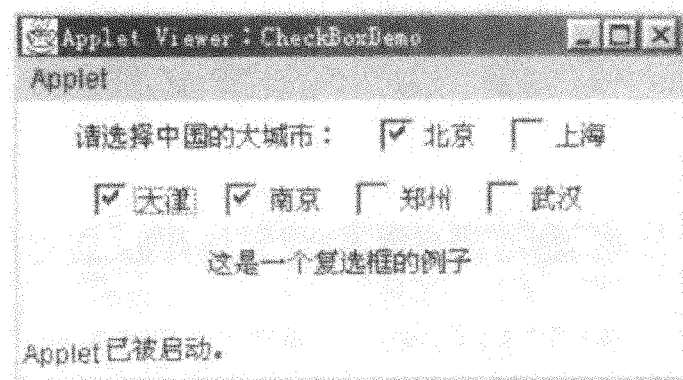 Applet Viewer: CheckBoxDemo
Applet
请选择中国的大城市： 北京 上海
天津 南京 郑州 武汉
这是一个复选框的例子
Applet 已被启动。